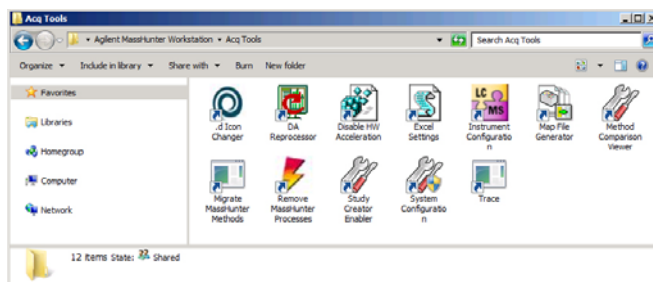 Acq Tools
Agilent MassHunter Workstation • Acq Tools
Search Acq Tools
Organize
Include in library
Share with
Burn
New folder
Favorites
Libraries
Homegroup
Computer
Network
.d Icon
Changer
DA
Reprocessor
Disable HW
Acceleration
Excel
Settings
LC
MS
Instrument
Configuratio
n
Map File
Generator
Method
Comparison
Viewer
Migrate
MassHunter
Methods
Remove
MassHunter
Processes
Study
Creator
Enabler
System
Configuratio
n
Trace
12 items State: Shared